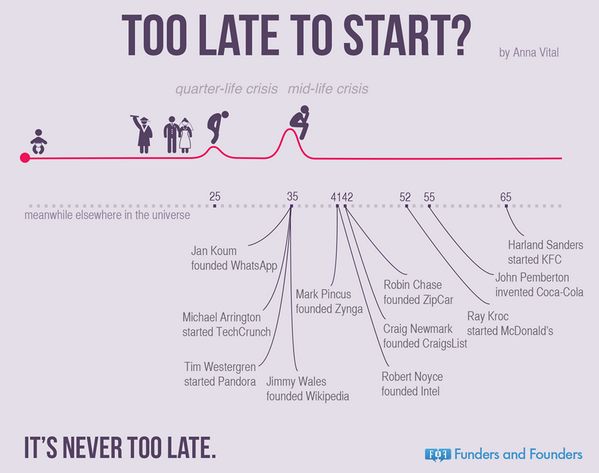 TOO LATE TO START?
by Anna Vital
quarter-life crisis
mid-life crisis
25
35
41
42
52
55
65
meanwhile elsewhere in the universe
Jan Koum
founded WhatsApp
Michael Arrington
started TechCrunch
Tim Westergren
started Pandora
Jimmy Wales
founded Wikipedia
Mark Pincus
founded Zynga
Robin Chase
founded ZipCar
Craig Newmark
founded CraigsList
Robert Noyce
founded Intel
Harland Sanders
started KFC
John Pemberton
invented Coca-Cola
Ray Kroc
started McDonald's
IT'S NEVER TOO LATE.
Funders and Founders